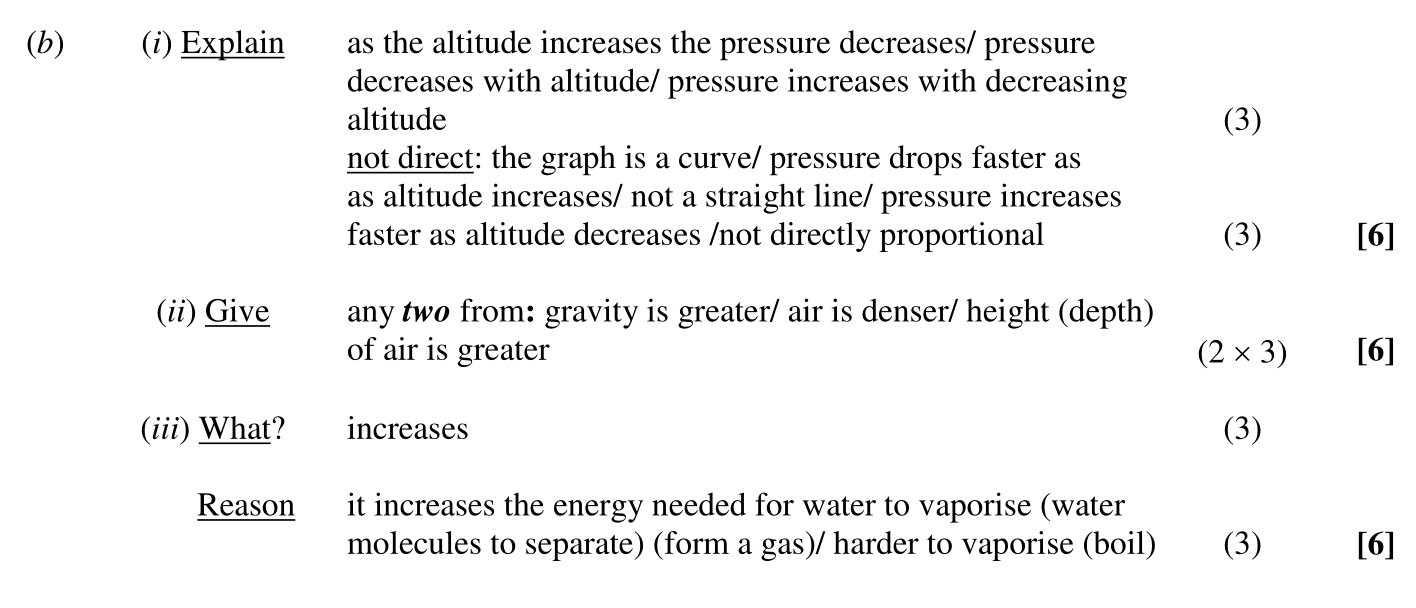 (b) (i) Explain as the altitude increases the pressure decreases/ pressure
decreases with altitude/ pressure increases with decreasing
altitude (3)
not direct: the graph is a curve/ pressure drops faster as
as altitude increases/ not a straight line/ pressure increases
faster as altitude decreases /not directly proportional (3) [6]
(ii) Give any two from: gravity is greater/ air is denser/ height (depth)
of air is greater (2 × 3) [6]
(iii) What? increases (3)
Reason it increases the energy needed for water to vaporise (water
molecules to separate) (form a gas)/ harder to vaporise (boil) (3) [6]